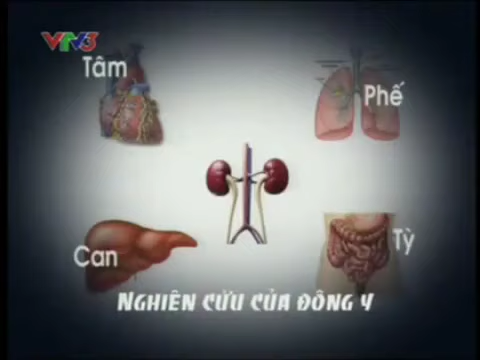 VTV3
Tâm
Phế
Can
Tỳ
NGHIÊN CỨU CỦA ĐÔNG Y